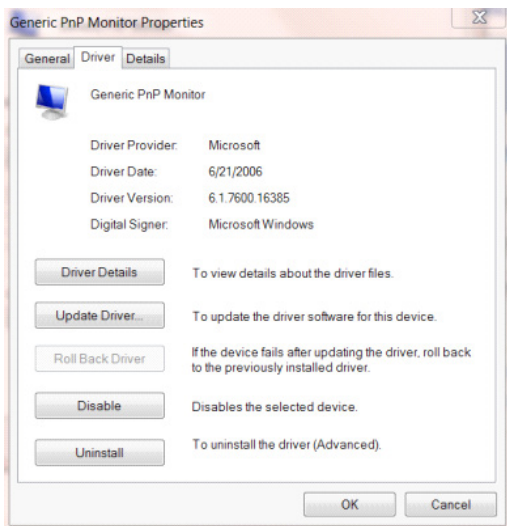 Generic PnP Monitor Properties
General Driver Details
Generic PnP Monitor
Driver Provider: Microsoft
Driver Date: 6/21/2006
Driver Version: 6.1.7600.16385
Digital Signer: Microsoft Windows
Driver Details To view details about the driver files.
Update Driver... To update the driver software for this device.
Roll Back Driver If the device fails after updating the driver, roll back
to the previously installed driver.
Disable Disables the selected device.
Uninstall To uninstall the driver (Advanced).
OK Cancel